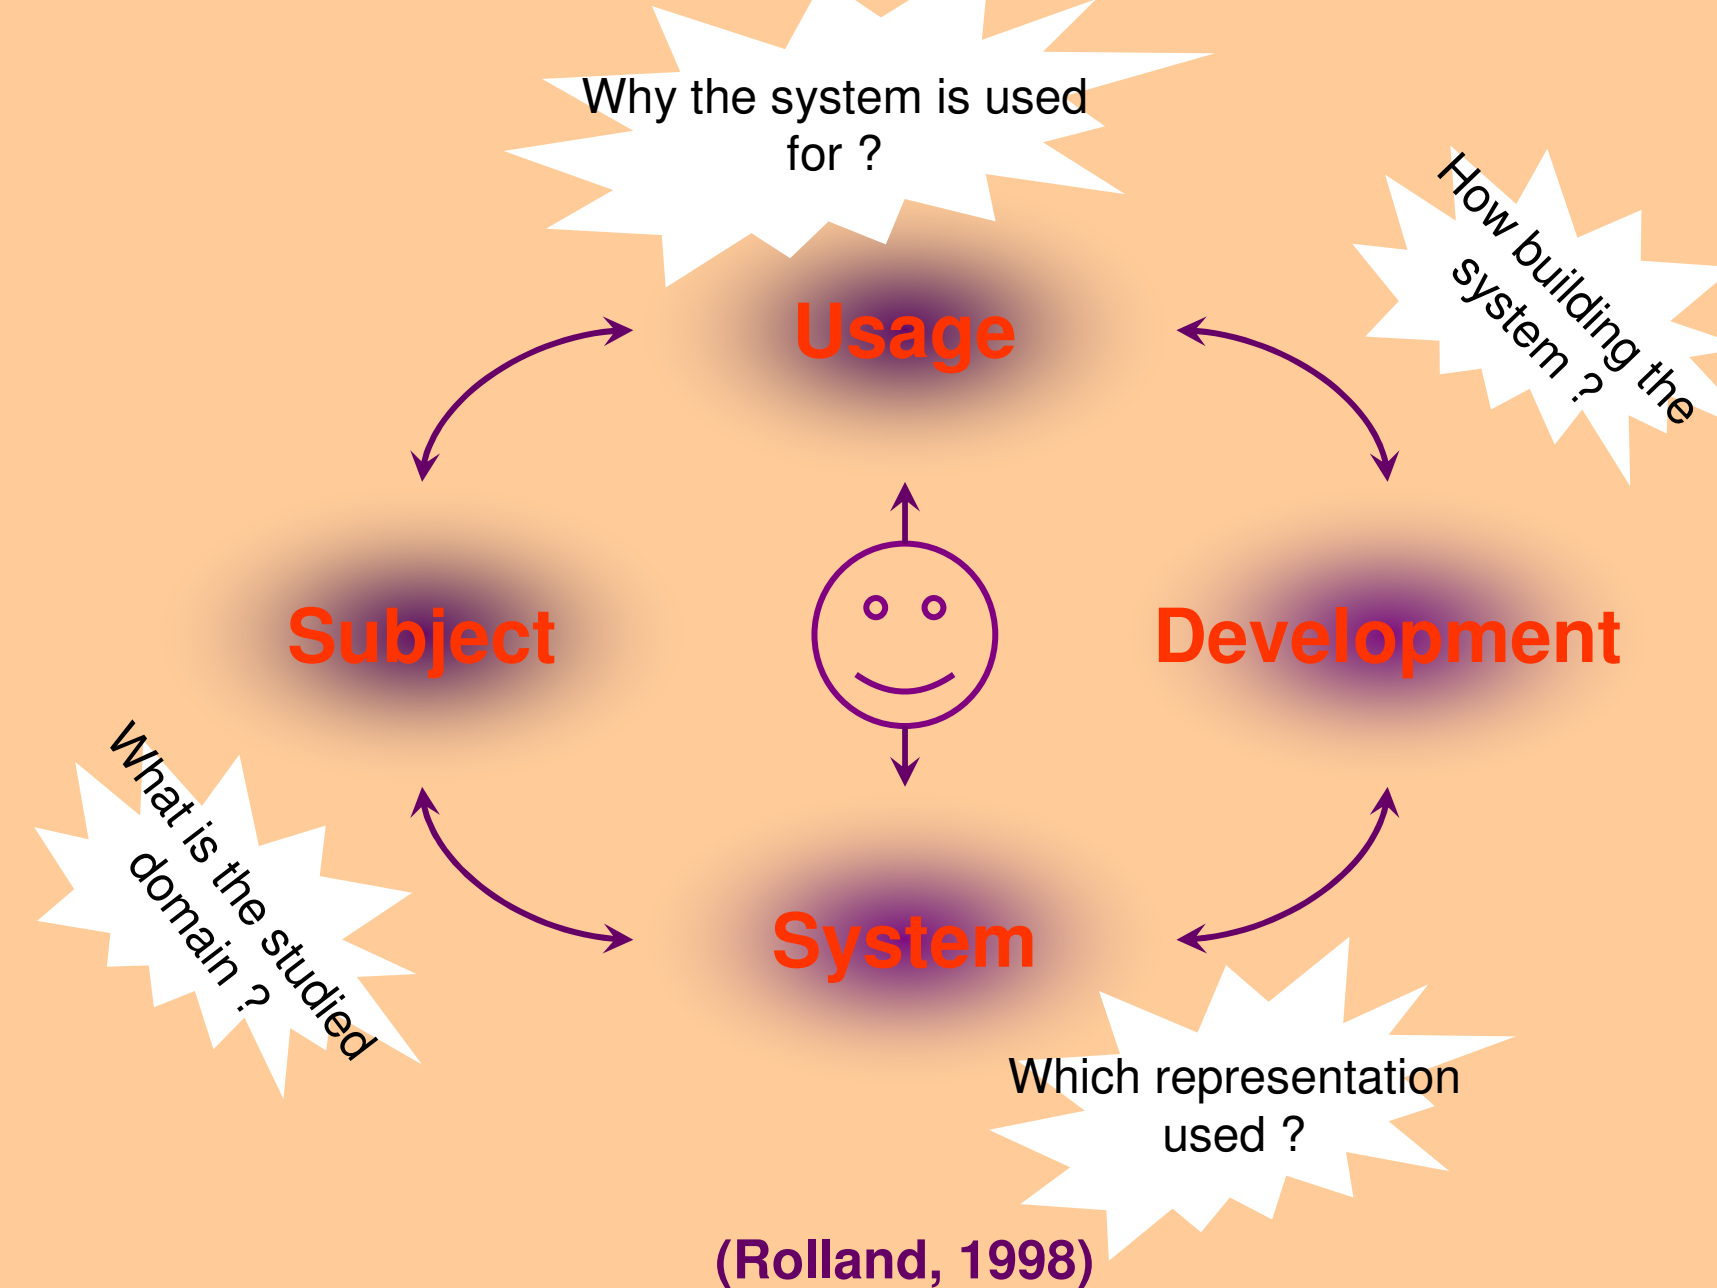 Why the system is used
for ?
How building the
system ?
Usage
Subject
Development
What is the studied
domain ?
System
Which representation
used ?
(Rolland, 1998)